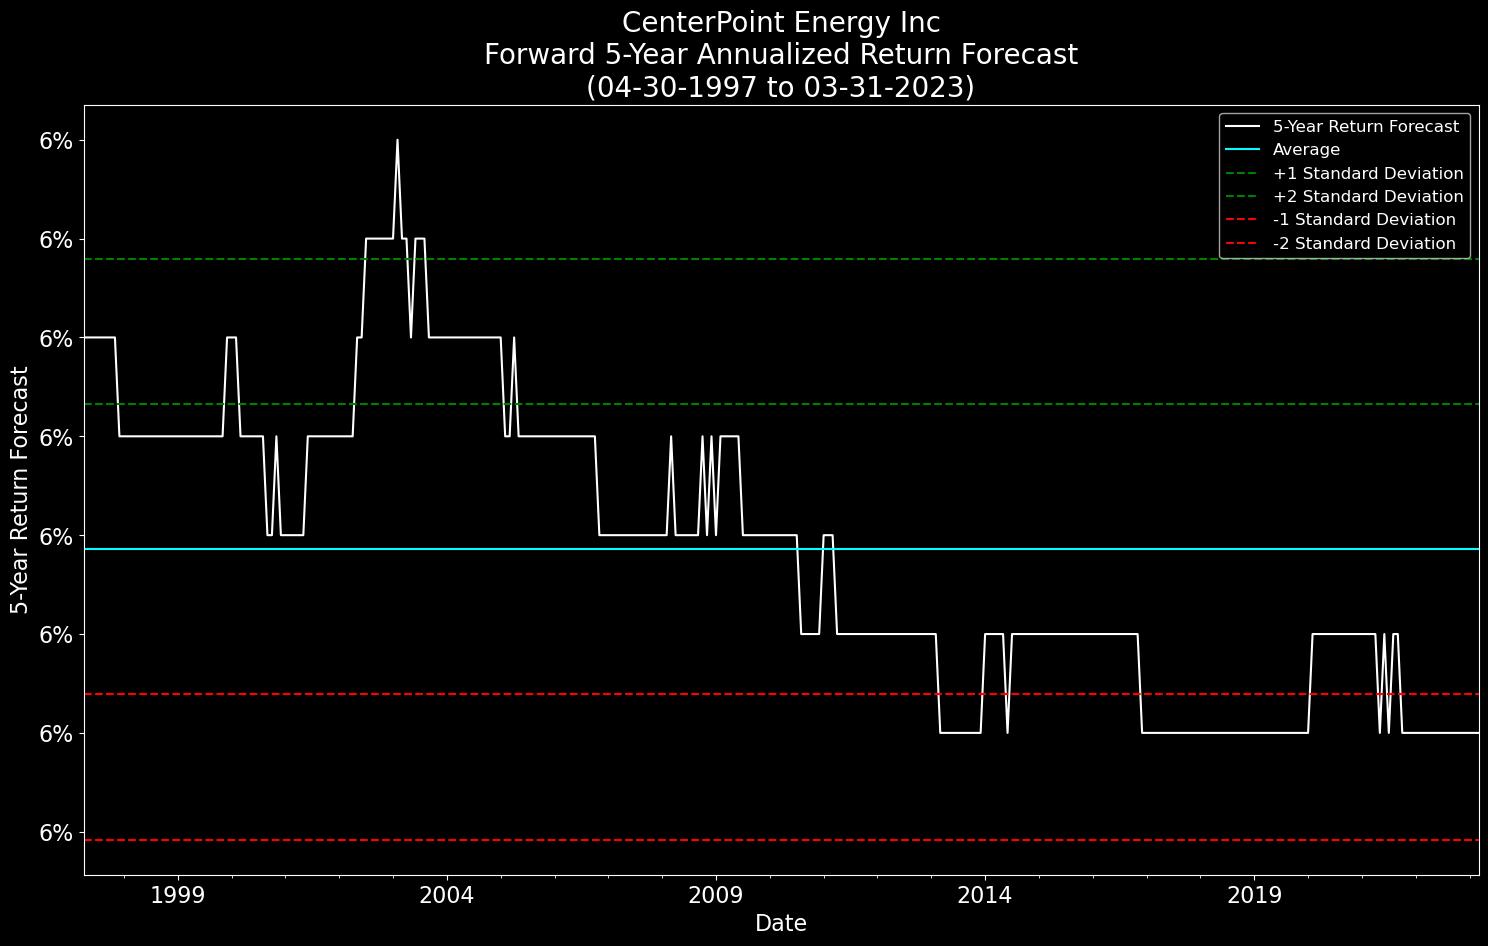 CenterPoint Energy Inc
Forward 5-Year Annualized Return Forecast
(04-30-1997 to 03-31-2023)
5-Year Return Forecast
Average
+1 Standard Deviation
+2 Standard Deviation
-1 Standard Deviation
-2 Standard Deviation
5-Year Return Forecast
6%
6%
6%
6%
6%
6%
6%
6%
1999
2004
2009
2014
2019
Date